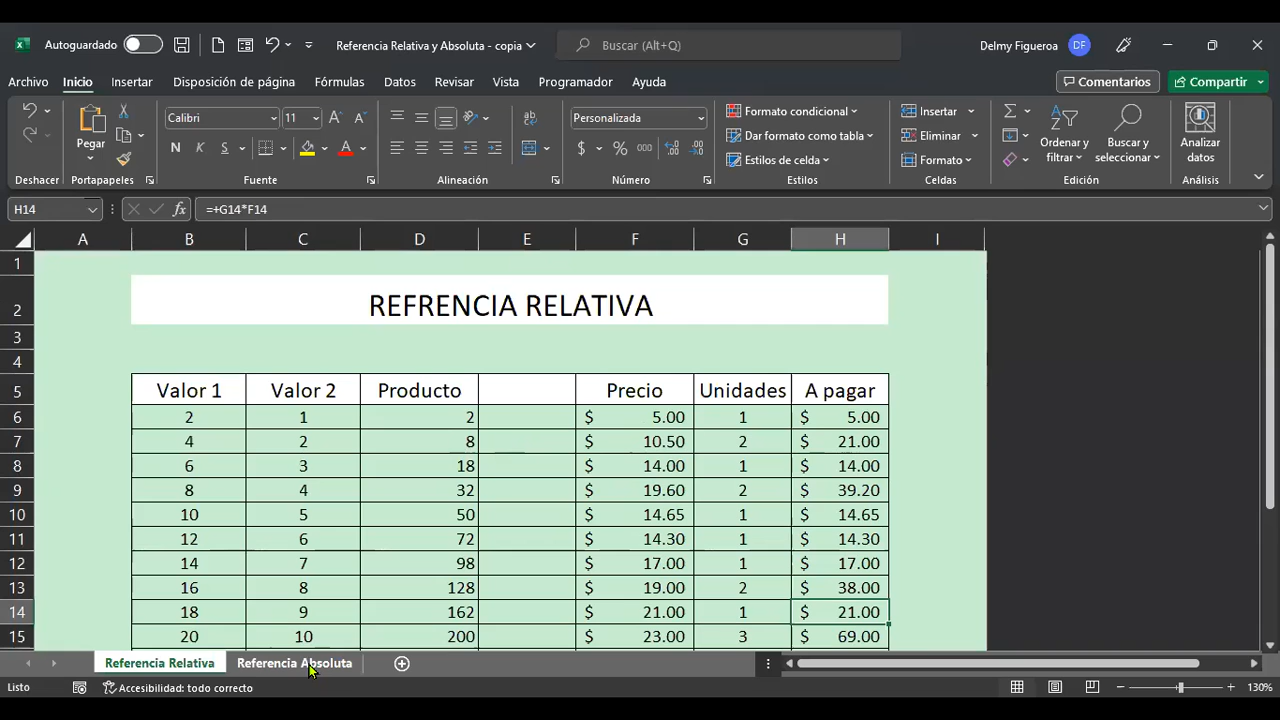 Autoguardado
Referencia Relativa y Absoluta - copia
Buscar (Alt+Q)
Delmy Figueroa DF
Archivo Inicio Insertar Disposición de página Fórmulas Datos Revisar Vista Programador Ayuda Comentarios Compartir
Pegar
Calibri 11
N K S
Personalizada
$ % 000
Formato condicional
Dar formato como tabla
Estilos de celda
Insertar
Eliminar
Formato
Ordenar y filtrar
Buscar y seleccionar
Analizar datos
Deshacer Portapapeles Fuente Alineación Número Estilos Celdas Edición Análisis
H14 fx =+G14*F14
A B C D E F G H I
1
2 REFRENCIA RELATIVA
3
4
5 Valor 1 Valor 2 Producto Precio Unidades A pagar
6 2 1 2 $ 5.00 1 $ 5.00
7 4 2 8 $ 10.50 2 $ 21.00
8 6 3 18 $ 14.00 1 $ 14.00
9 8 4 32 $ 19.60 2 $ 39.20
10 10 5 50 $ 14.65 1 $ 14.65
11 12 6 72 $ 14.30 1 $ 14.30
12 14 7 98 $ 17.00 1 $ 17.00
13 16 8 128 $ 19.00 2 $ 38.00
14 18 9 162 $ 21.00 1 $ 21.00
15 20 10 200 $ 23.00 3 $ 69.00
Referencia Relativa Referencia Absoluta
Listo Accesibilidad: todo correcto 130%